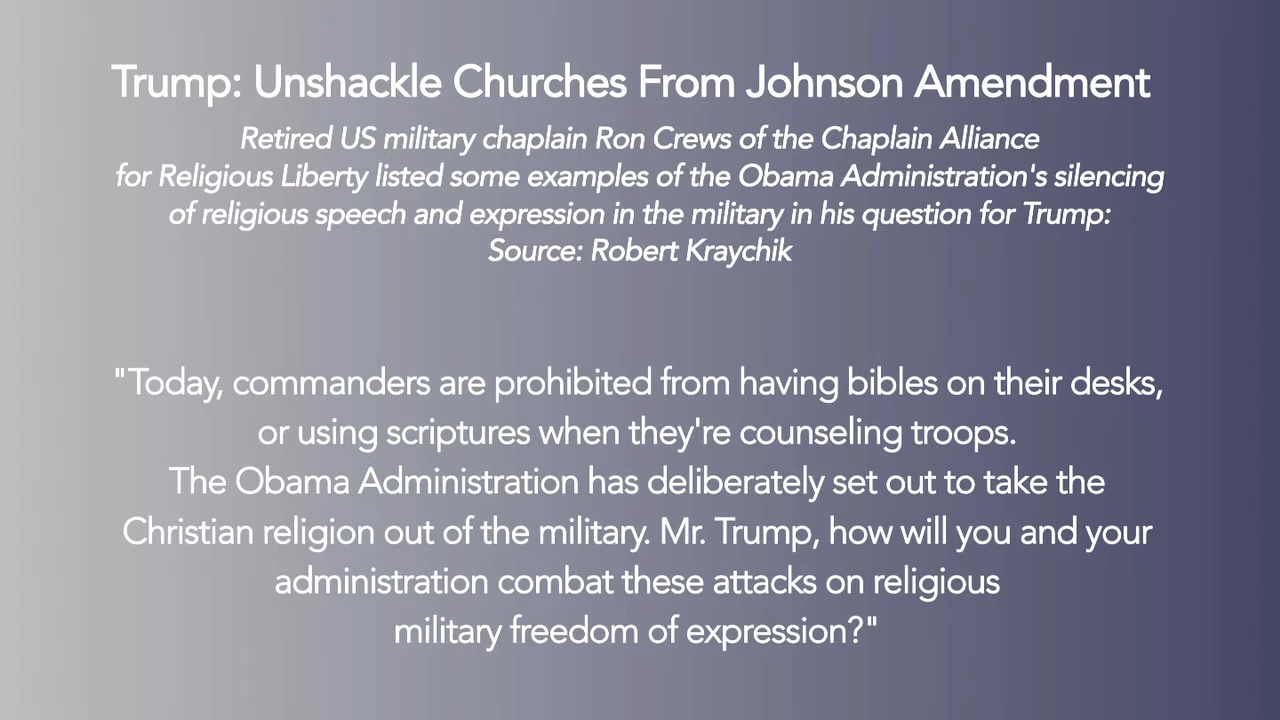 Trump: Unshackle Churches From Johnson Amendment
Retired US military chaplain Ron Crews of the Chaplain Alliance
for Religious Liberty listed some examples of the Obama Administration's silencing
of religious speech and expression in the military in his question for Trump:
Source: Robert Kraychik
"Today, commanders are prohibited from having bibles on their desks,
or using scriptures when they're counseling troops.
The Obama Administration has deliberately set out to take the
Christian religion out of the military. Mr. Trump, how will you and your
administration combat these attacks on religious
military freedom of expression?"